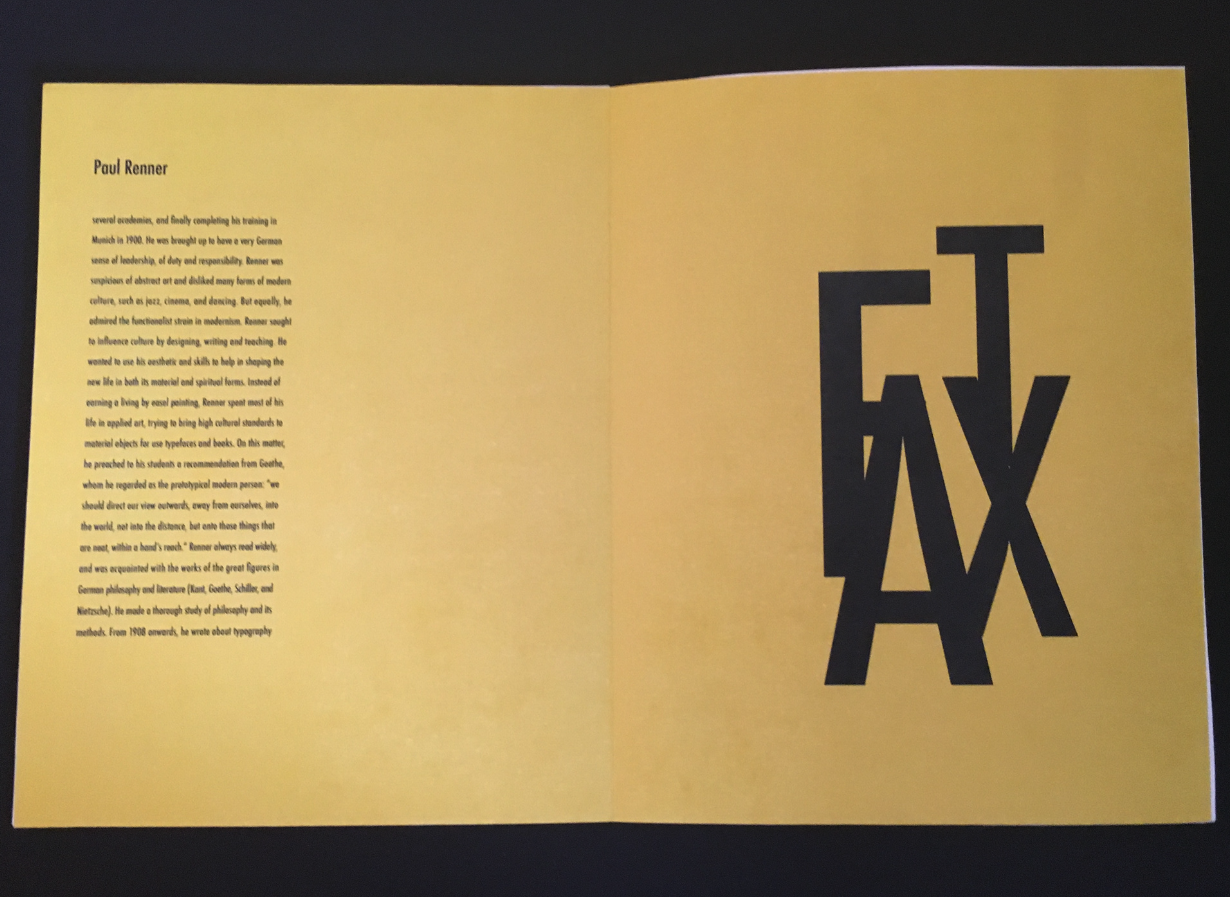 Paul Renner
several academies, and finally completing his training in
Munich in 1900. He was brought up to have a very German
sense of leadership, of duty and responsibility. Renner was
suspicious of abstract art and disliked many forms of modern
culture, such as jazz, cinema, and dancing. But equally, he
admired the functionalist strain in modernism. Renner sought
to influence culture by designing, writing and teaching. He
wanted to use his aesthetic and skills to help in shaping the
new life in both its material and spiritual forms. Instead of
earning a living by easal painting, Renner spent most of his
life in applied art, trying to bring high cultural standards to
material objects for use typefaces and books. On this matter,
he preached to his students a recommendation from Goethe,
whom he regarded as the prototypical modern person: "we
should direct our view outwards, away from ourselves, into
the world, not into the distance, but onto those things that
are neat, within a hand's reach." Renner always read widely,
and was acquainted with the works of the great figures in
German philosophy and literature (Kant, Goethe, Schiller, and
Nietzsche). He made a thorough study of philosophy and its
methods. From 1908 onwards, he wrote about typography
F T
A X